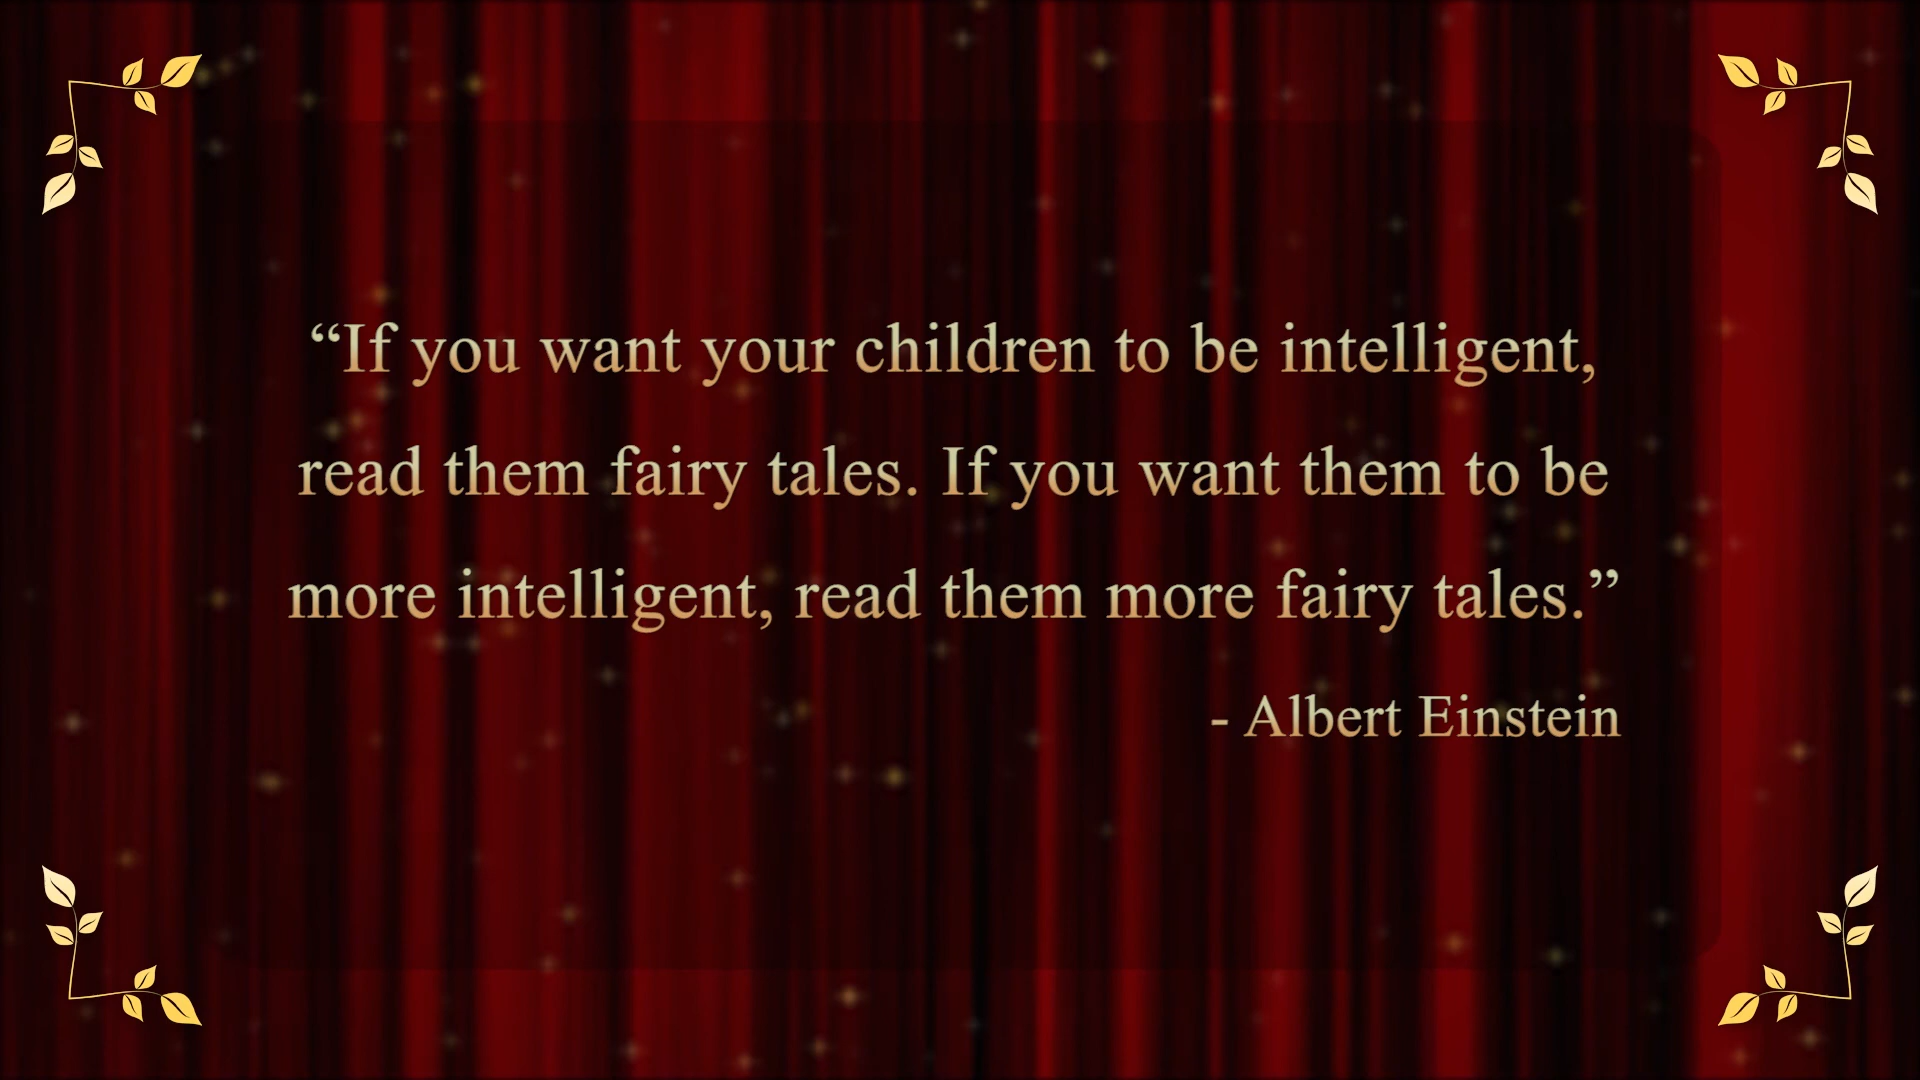 “If you want your children to be intelligent,
read them fairy tales. If you want them to be
more intelligent, read them more fairy tales.”
- Albert Einstein